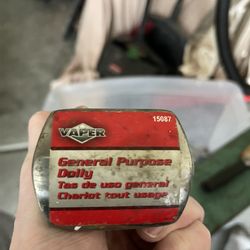 15087
VAPER
General Purpose
Dolly
Tas de uso general
Chariot tout usage